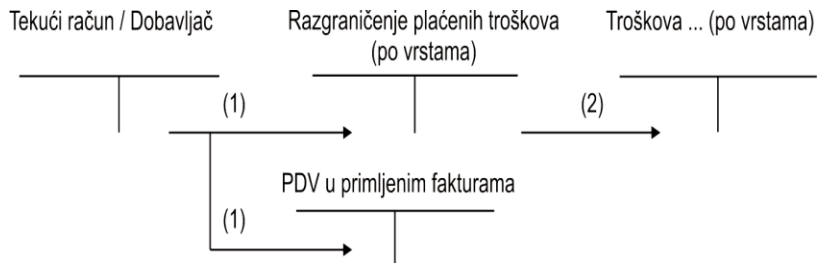 Tekući račun / Dobavljač
Razgraničenje plaćenih troškova
(po vrstama)
Troškova ... (po vrstama)
(1)
(2)
PDV u primljenim fakturama
(1)